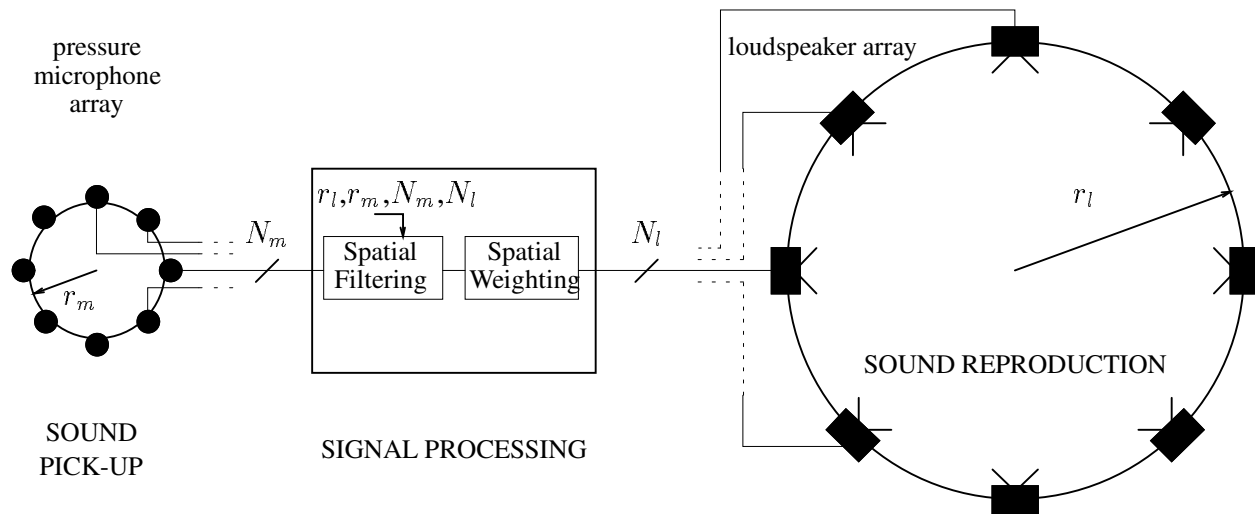 pressure
microphone
array
loudspeaker array
r_l,r_m,N_m,N_l
N_m
Spatial
Filtering
Spatial
Weighting
N_l
r_l
r_m
SOUND REPRODUCTION
SOUND
PICK-UP
SIGNAL PROCESSING